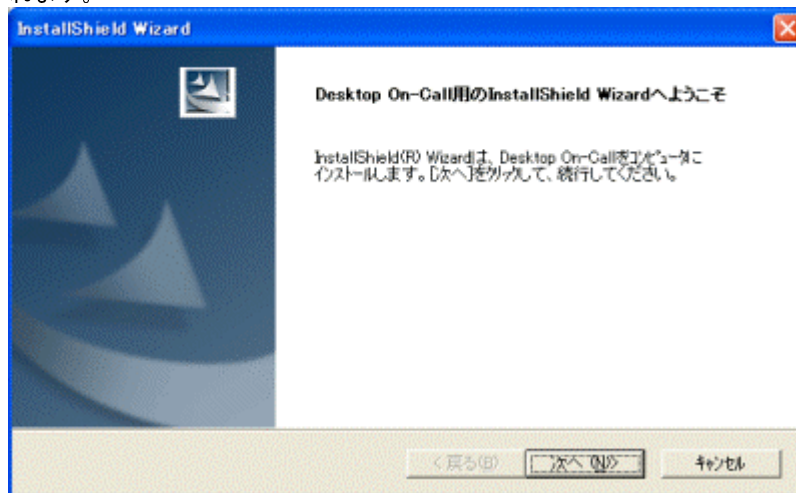 InstallShield Wizard
Desktop On-Call用のInstallShield Wizardへようこそ
InstallShield(R) Wizardは、Desktop On-Callをコンピュータに
インストールします。[次へ]をクリックして、続行してください。
< 戻る(B)
次へ (N)>
キャンセル